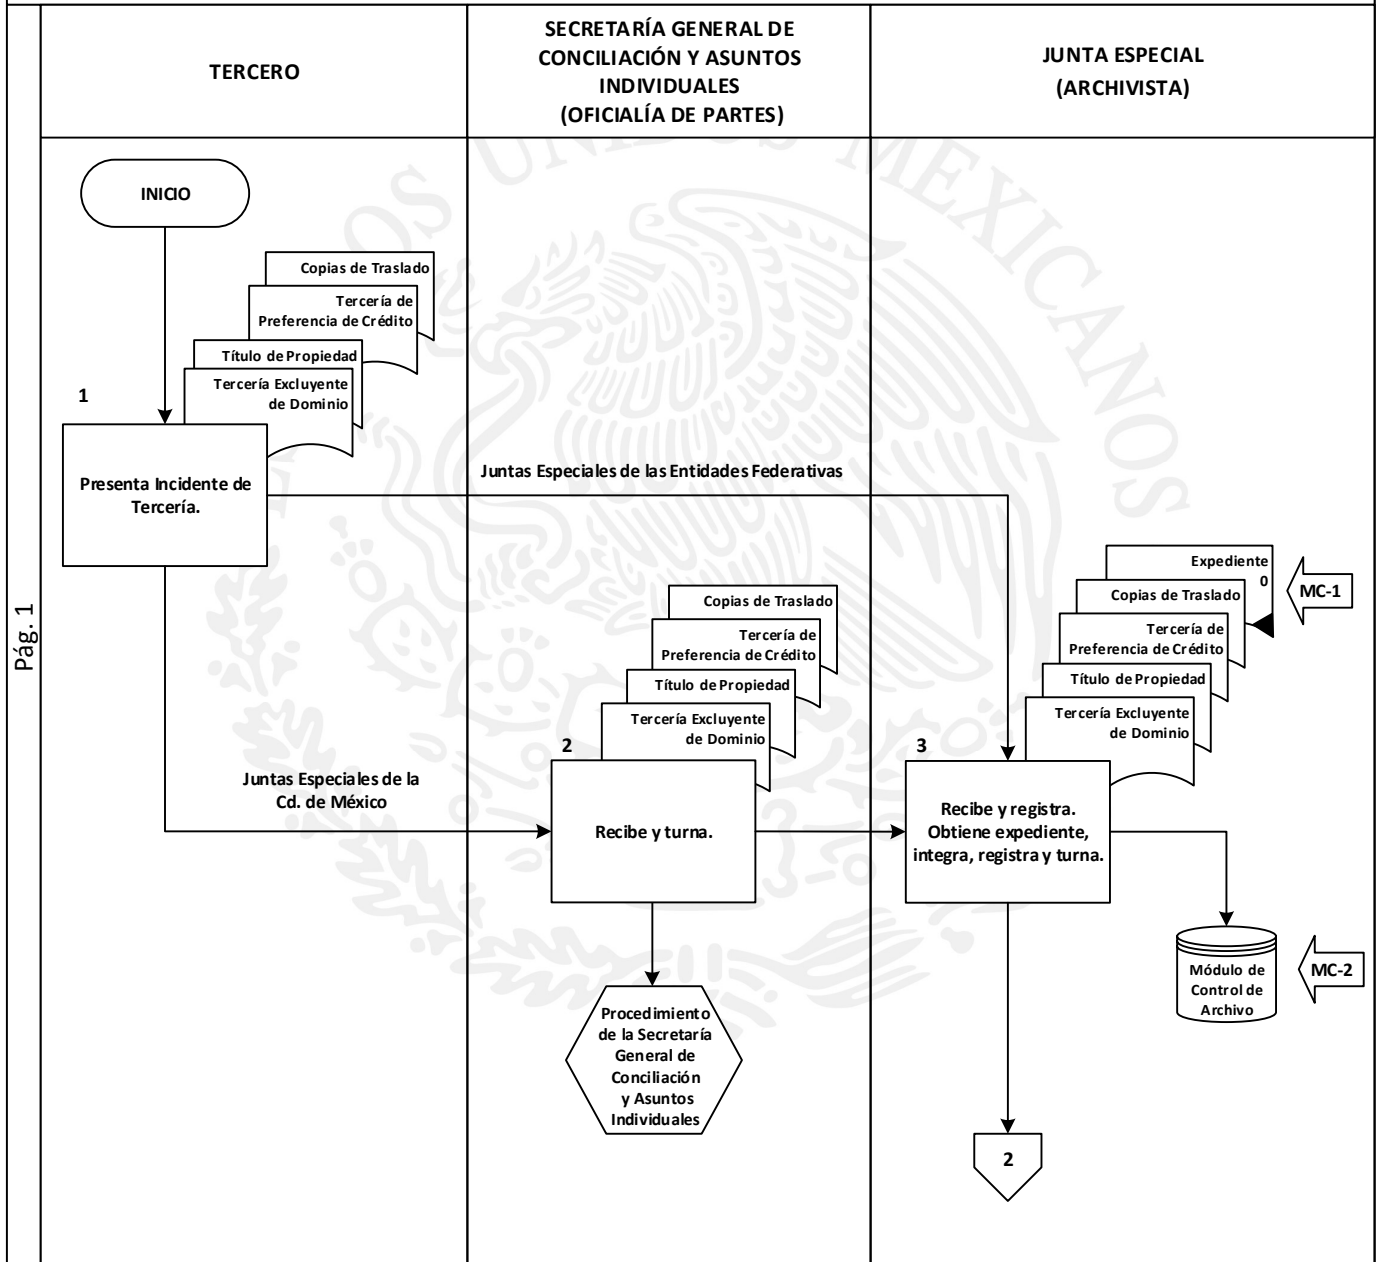 TERCERO
SECRETARÍA GENERAL DE
CONCILIACIÓN Y ASUNTOS
INDIVIDUALES
(OFICIALÍA DE PARTES)
JUNTA ESPECIAL
(ARCHIVISTA)
Pág. 1
INICIO
Copias de Traslado
Tercería de
Preferencia de Crédito
Título de Propiedad
Tercería Excluyente
de Dominio
1
Presenta Incidente de
Tercería.
Juntas Especiales de las Entidades Federativas
Juntas Especiales de la
Cd. de México
Copias de Traslado
Tercería de
Preferencia de Crédito
Título de Propiedad
Tercería Excluyente
de Dominio
2
Recibe y turna.
Procedimiento
de la Secretaría
General de
Conciliación
y Asuntos
Individuales
Expediente
0
MC-1
Copias de Traslado
Tercería de
Preferencia de Crédito
Título de Propiedad
Tercería Excluyente
de Dominio
3
Recibe y registra.
Obtiene expediente,
integra, registra y turna.
Módulo de
Control de
Archivo
MC-2
2
OS UNIDOS MEXICANOS